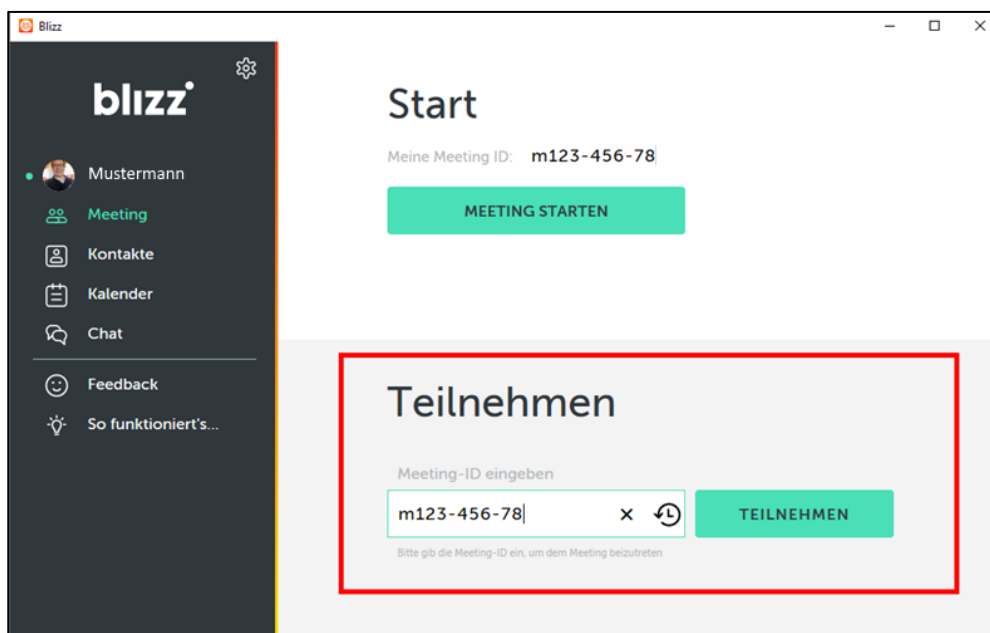 Blizz
blizz
Mustermann
Meeting
Kontakte
Kalender
Chat
Feedback
So funktioniert's...
Start
Meine Meeting ID: m123-456-78
MEETING STARTEN
Teilnehmen
Meeting-ID eingeben
m123-456-78
TEILNEHMEN
Bitte gib die Meeting-ID ein, um dem Meeting beizutreten